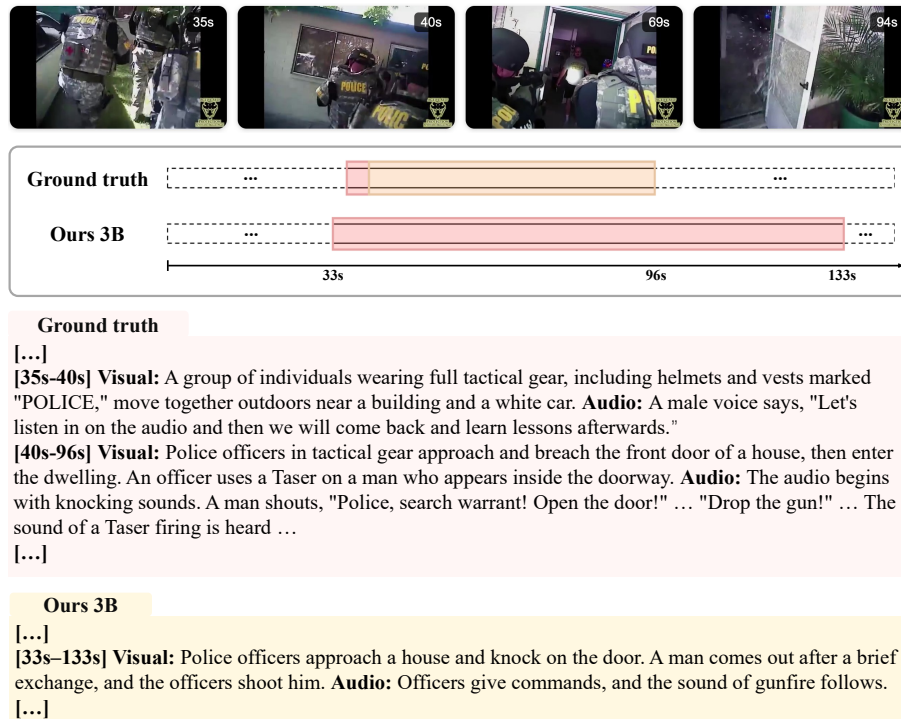 35s
40s
69s
94s
POLICE
Ground truth
...
...
Ours 3B
...
...
33s
96s
133s
Ground truth
[…]
[35s-40s] Visual: A group of individuals wearing full tactical gear, including helmets and vests marked
"POLICE," move together outdoors near a building and a white car. Audio: A male voice says, "Let's
listen in on the audio and then we will come back and learn lessons afterwards."
[40s-96s] Visual: Police officers in tactical gear approach and breach the front door of a house, then enter
the dwelling. An officer uses a Taser on a man who appears inside the doorway. Audio: The audio begins
with knocking sounds. A man shouts, "Police, search warrant! Open the door!" … "Drop the gun!" … The
sound of a Taser firing is heard …
[…]
Ours 3B
[…]
[33s–133s] Visual: Police officers approach a house and knock on the door. A man comes out after a brief
exchange, and the officers shoot him. Audio: Officers give commands, and the sound of gunfire follows.
[…]